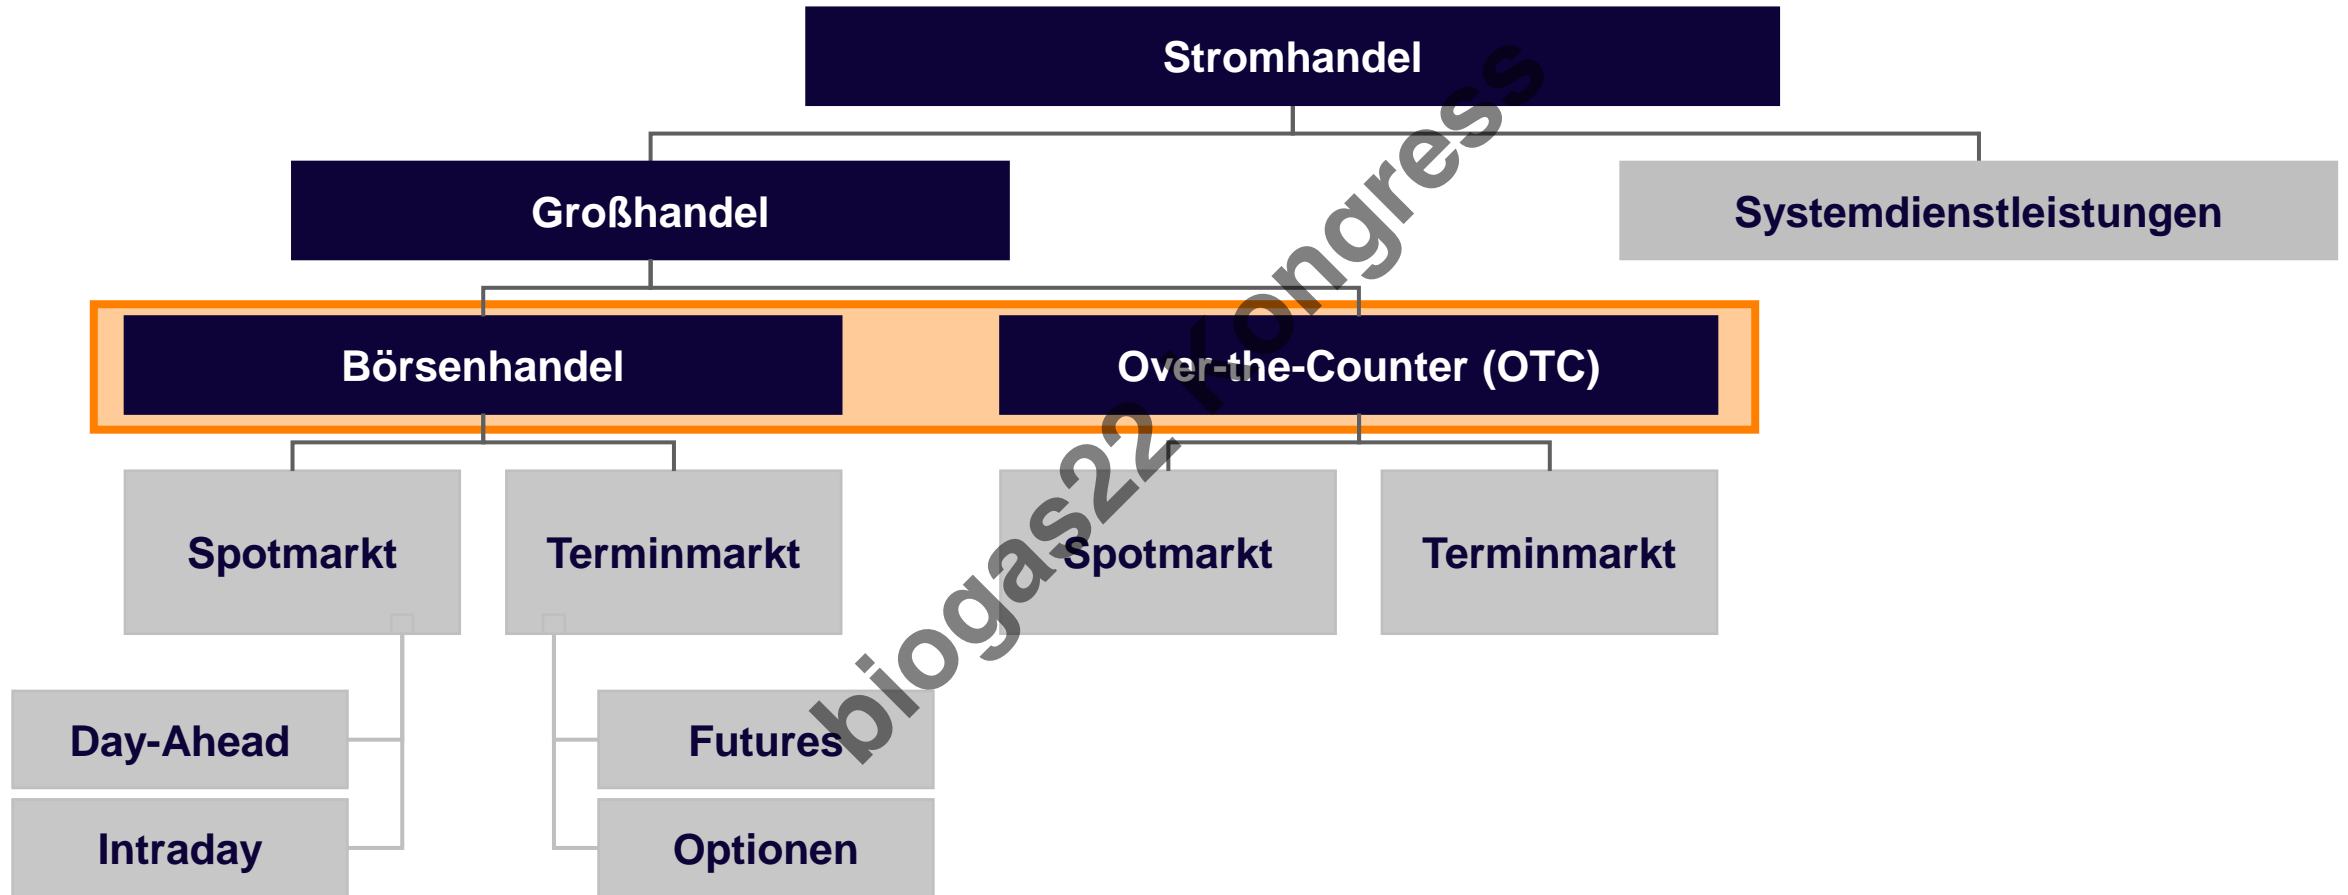 Stromhandel
Großhandel
Systemdienstleistungen
Börsenhandel
Over-the-Counter (OTC)
Spotmarkt
Terminmarkt
Spotmarkt
Terminmarkt
Day-Ahead
Futures
Intraday
Optionen
biogas22 Kongress